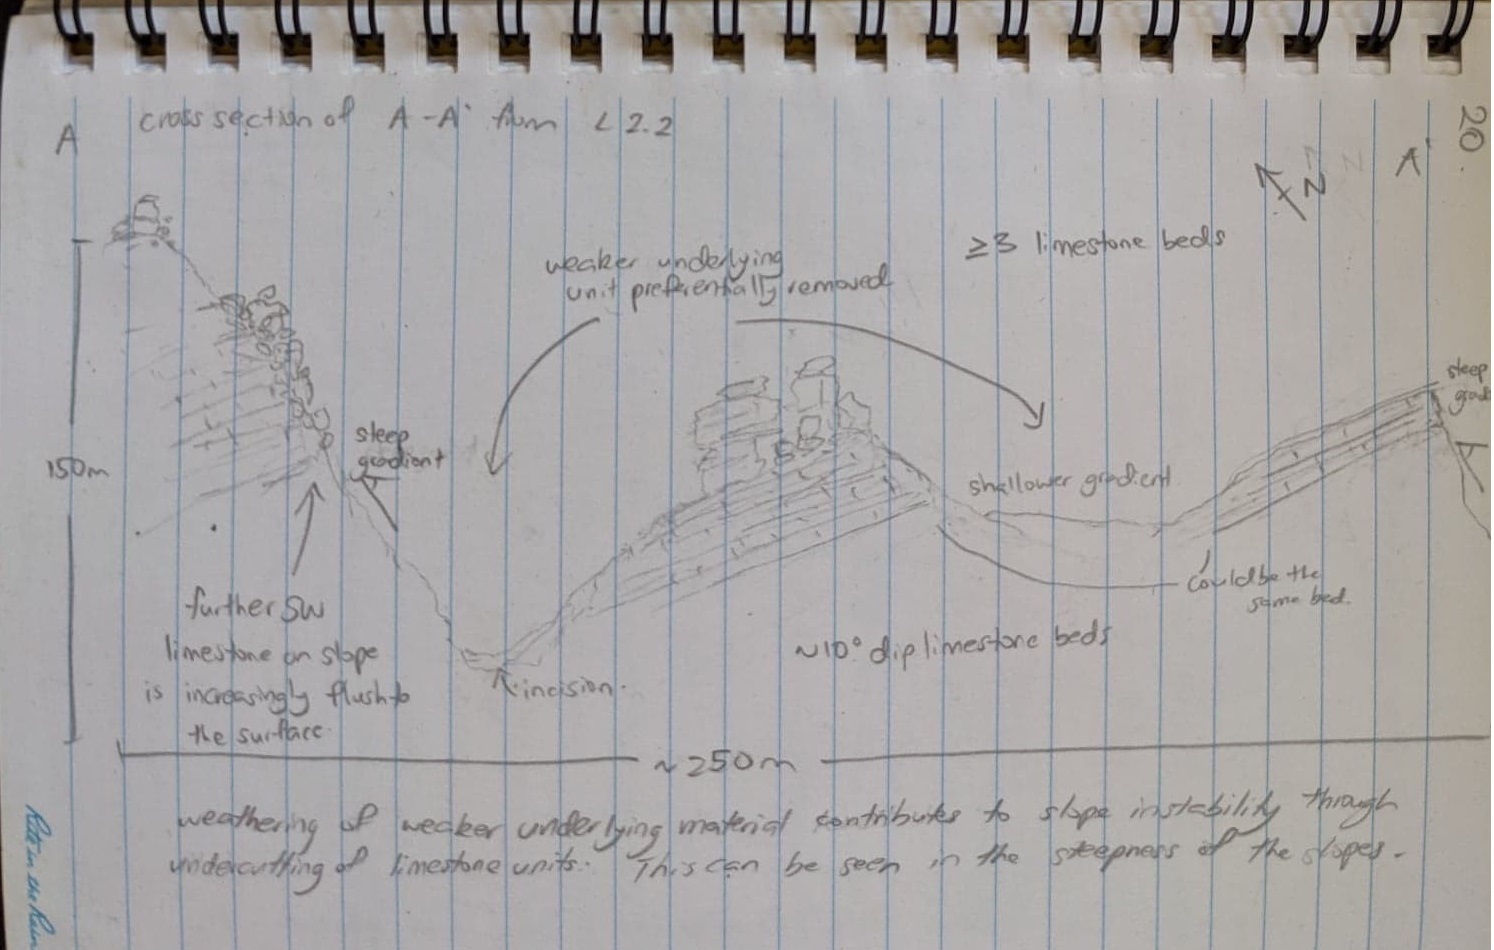 20.
A cross section of A-A' from L 2.2
A'
N
≥3 limestone beds
weaker underlying
unit preferentially removed
steep
grad
steep
gradient
150m
shallower gradient
could be the
same bed.
further SW
limestone on slope
is increasingly flush to
the surface.
~10° dip limestone beds
incision.
~250m
weathering of weaker underlying material contributes to slope instability through
undercutting of limestone units. This can be seen in the steepness of the slopes.
Rite in the Rain